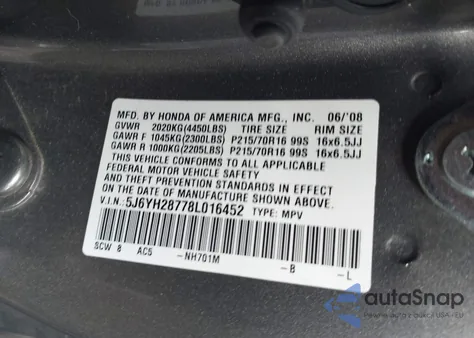 MFD. BY HONDA OF AMERICA MFG., INC. 06/'08
GVWR 2020KG(4450LBS) TIRE SIZE RIM SIZE
GAWR F 1045KG(2300LBS) P215/70R16 99S 16x6.5JJ
GAWR R 1000KG(2205LBS) P215/70R16 99S 16x6.5JJ
THIS VEHICLE CONFORMS TO ALL APPLICABLE
FEDERAL MOTOR VEHICLE SAFETY
AND THEFT PREVENTION STANDARDS IN EFFECT
ON THE DATE OF MANUFACTURE SHOWN ABOVE.
V.I.N.: 5J6YH28778L016452 TYPE: MPV
SCW 8 AC5 -NH701M -B -L
autoSnap